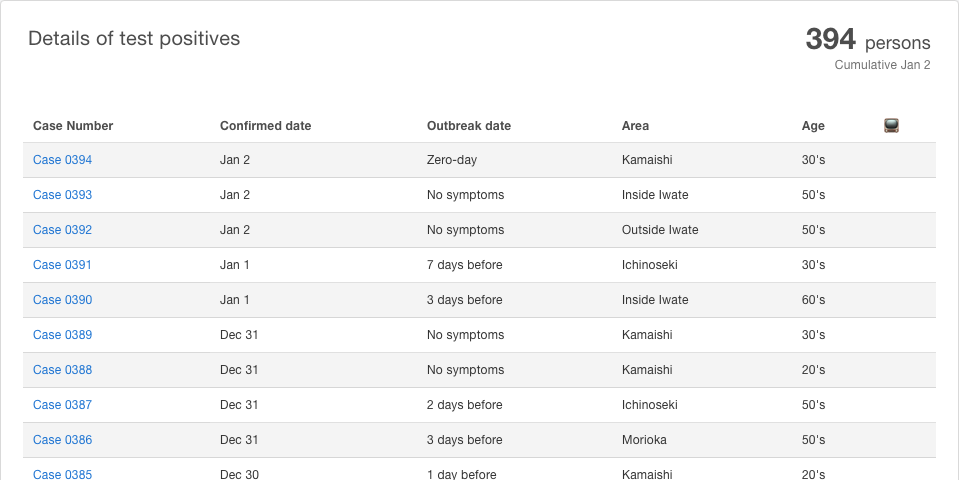 Details of test positives
394 persons
Cumulative Jan 2
Case Number Confirmed date Outbreak date Area Age
Case 0394 Jan 2 Zero-day Kamaishi 30's
Case 0393 Jan 2 No symptoms Inside Iwate 50's
Case 0392 Jan 2 No symptoms Outside Iwate 50's
Case 0391 Jan 1 7 days before Ichinoseki 30's
Case 0390 Jan 1 3 days before Inside Iwate 60's
Case 0389 Dec 31 No symptoms Kamaishi 30's
Case 0388 Dec 31 No symptoms Kamaishi 20's
Case 0387 Dec 31 2 days before Ichinoseki 50's
Case 0386 Dec 31 3 days before Morioka 50's
Case 0385 Dec 30 1 day before Kamaishi 20's